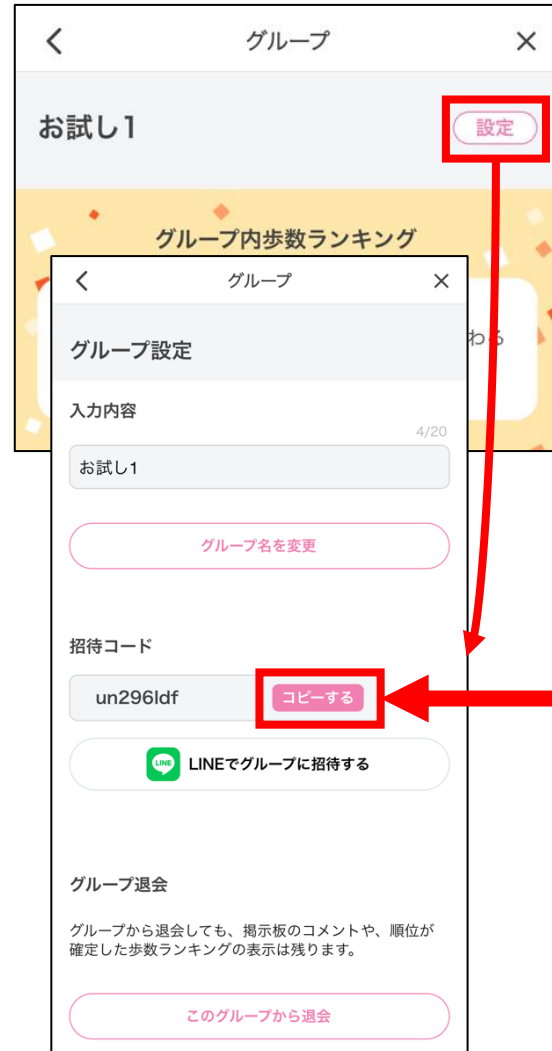 グループ
お試し1
設定
グループ内歩数ランキング
わる
グループ
グループ設定
入力内容
4/20
お試し1
グループ名を変更
招待コード
un296ldf
コピーする
LINE
LINEでグループに招待する
グループ退会
グループから退会しても、掲示板のコメントや、順位が
確定した歩数ランキングの表示は残ります。
このグループから退会